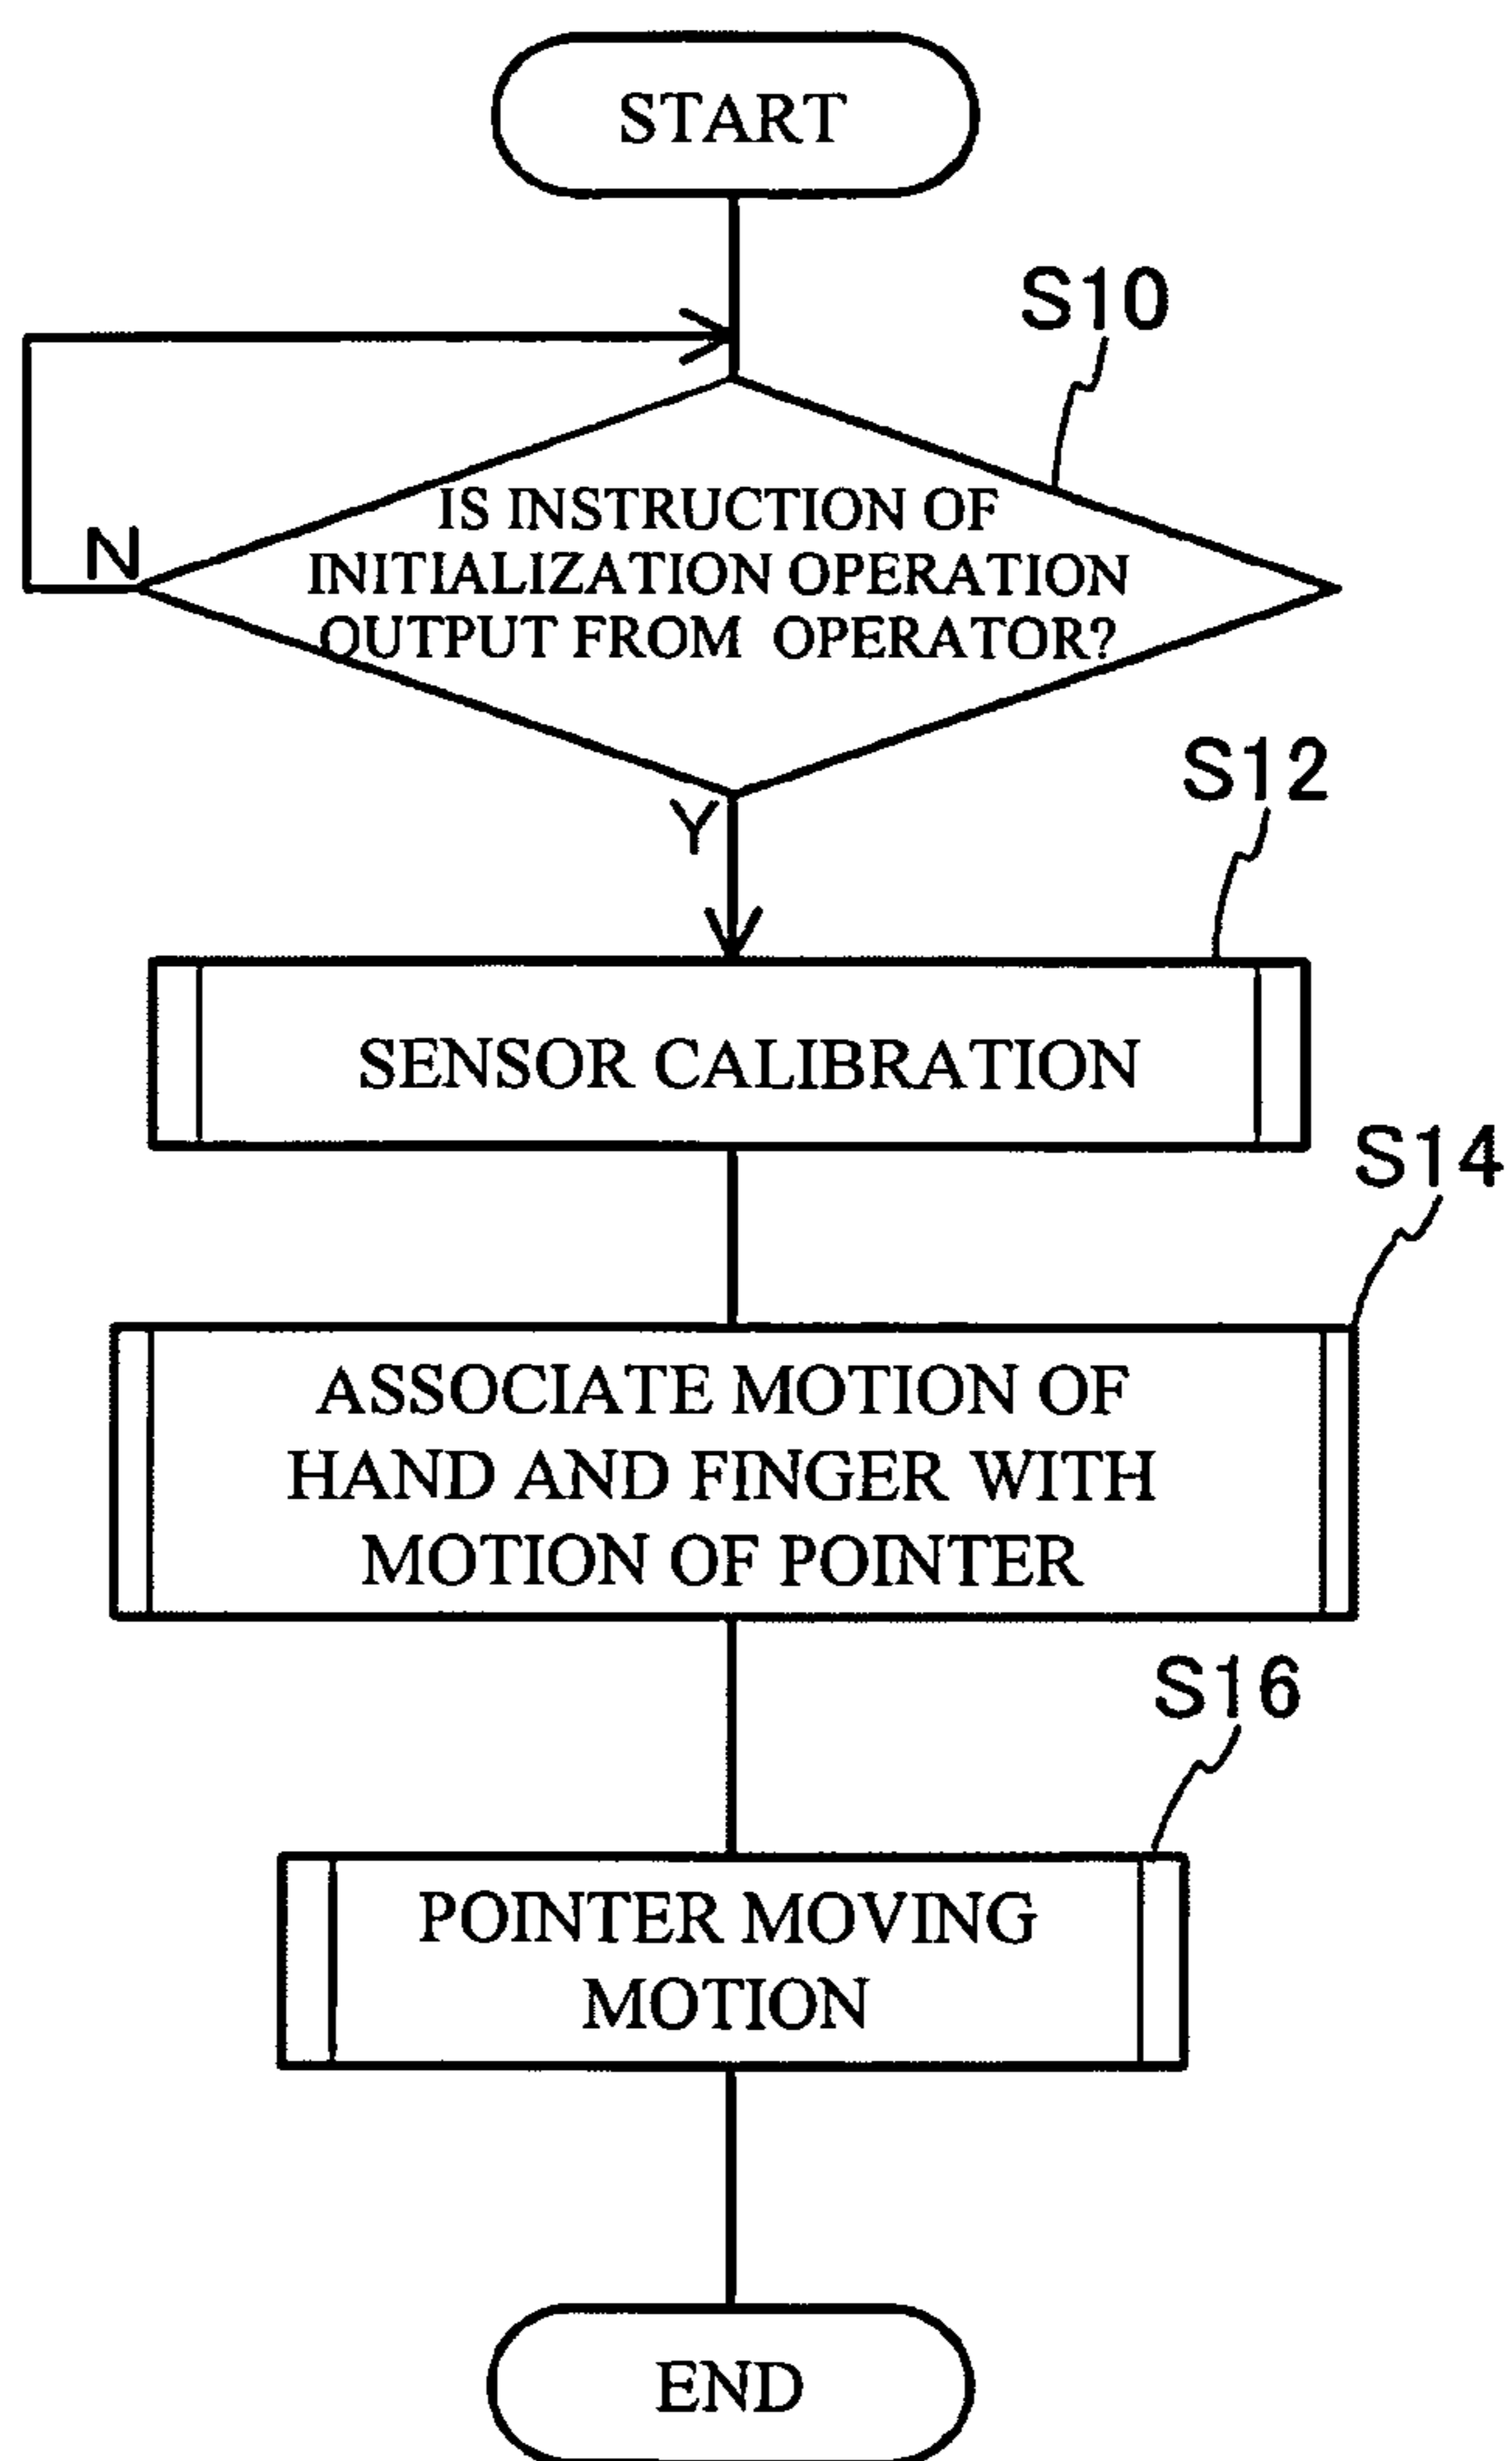 START
S10
IS INSTRUCTION OF
INITIALIZATION OPERATION
OUTPUT FROM OPERATOR?
N
Y
S12
SENSOR CALIBRATION
S14
ASSOCIATE MOTION OF
HAND AND FINGER WITH
MOTION OF POINTER
S16
POINTER MOVING
MOTION
END